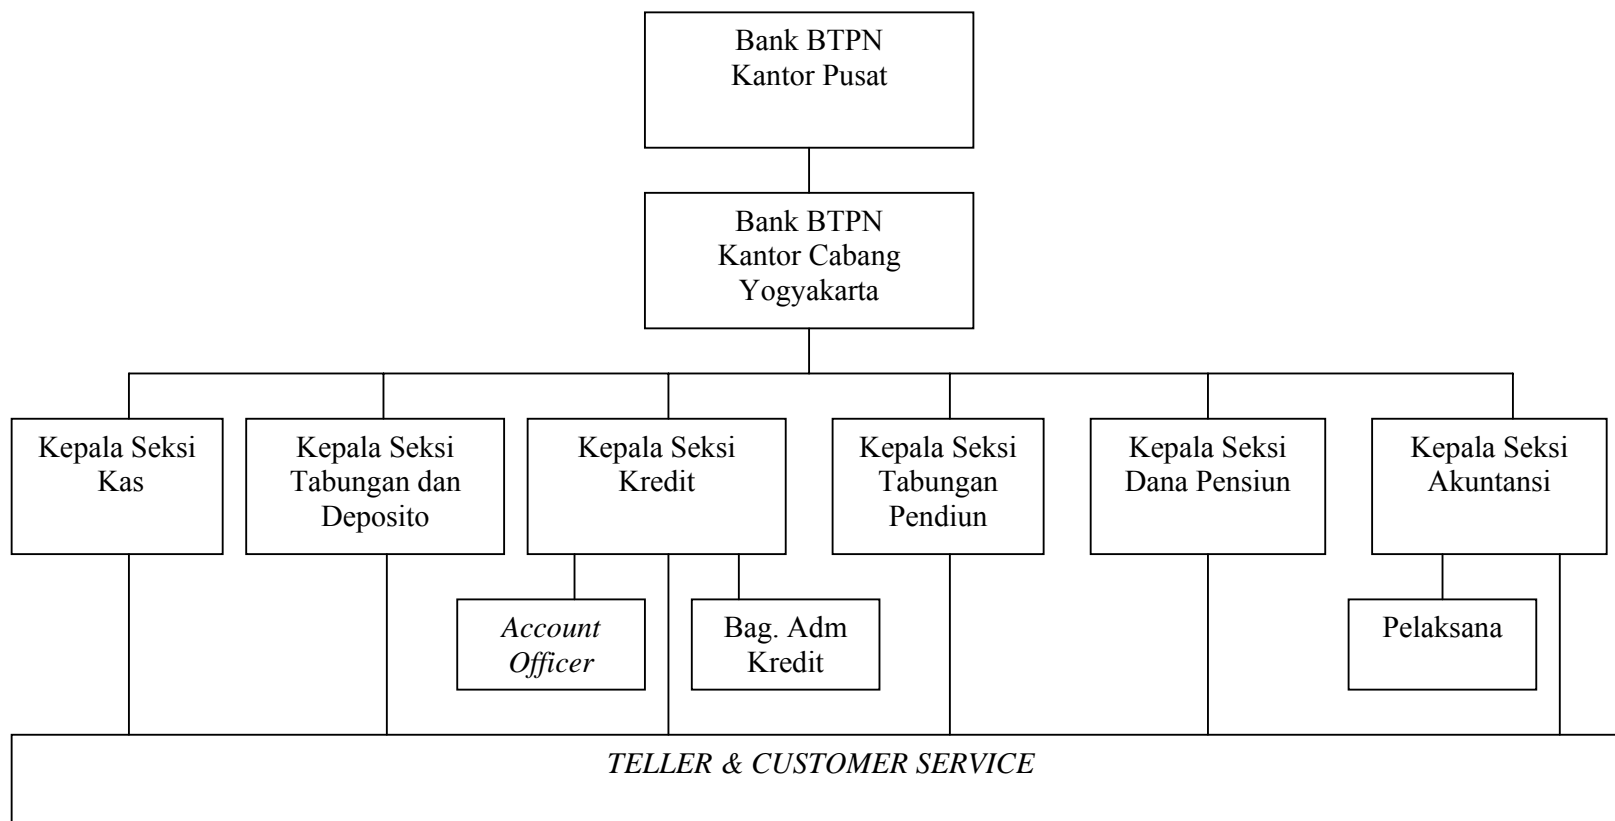 Bank BTPN
Kantor Pusat
Bank BTPN
Kantor Cabang
Yogyakarta
Kepala Seksi
Kas
Kepala Seksi
Tabungan dan
Deposito
Kepala Seksi
Kredit
Kepala Seksi
Tabungan
Pendiun
Kepala Seksi
Dana Pensiun
Kepala Seksi
Akuntansi
Account
Officer
Bag. Adm
Kredit
Pelaksana
TELLER & CUSTOMER SERVICE